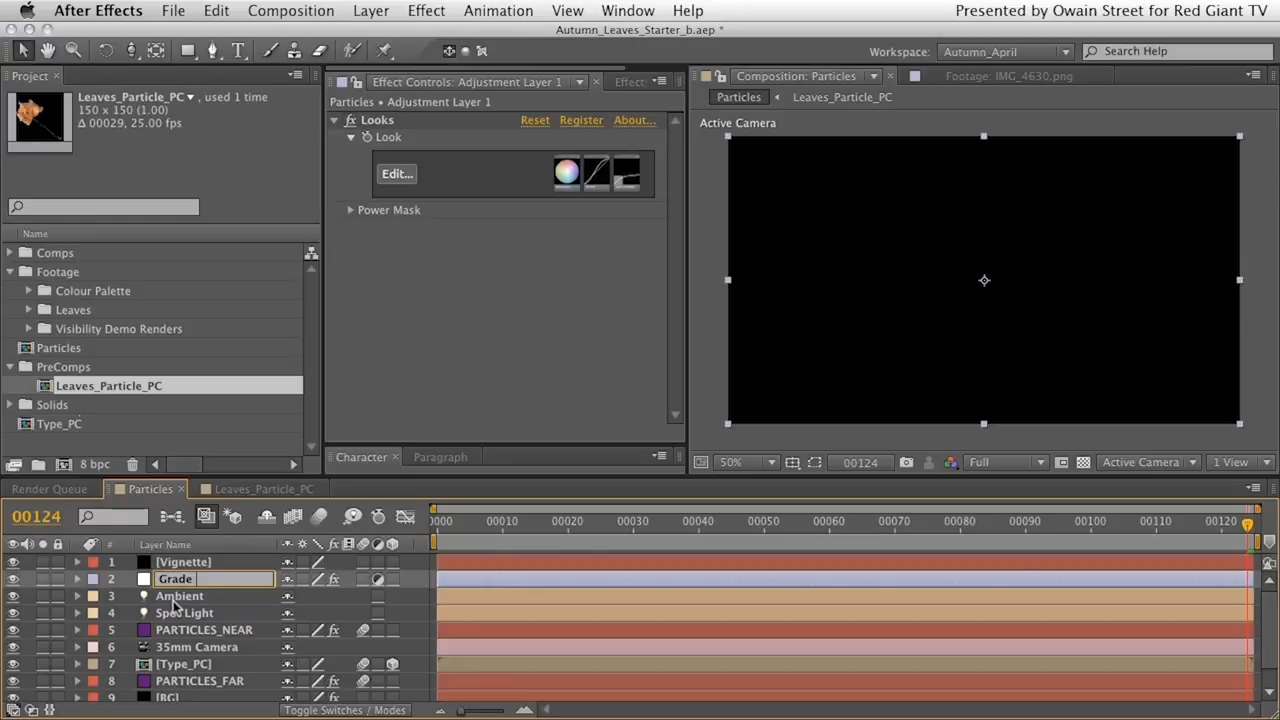 After Effects File Edit Composition Layer Effect Animation View Window Help Presented by Owain Street for Red Giant TV
Autumn_Leaves_Starter_b.aep *
Workspace: Autumn_April Search Help
Project × Effect Controls: Adjustment Layer 1 Effect: Composition: Particles × Footage: IMG_4630.png
Leaves_Particle_PC , used 1 time
150 x 150 (1.00)
Δ 00029, 25.00 fps
Particles • Adjustment Layer 1
fx Looks Reset Register About...
Look
Edit...
Power Mask
Particles Leaves_Particle_PC
Active Camera
Name
Comps
Footage
Colour Palette
Leaves
Visibility Demo Renders
Particles
PreComps
Leaves_Particle_PC
Solids
Type_PC
8 bpc
Character × Paragraph
50% 00124 Full Active Camera 1 View
Render Queue Particles × Leaves_Particle_PC
00124
0000 00010 00020 00030 00040 00050 00060 00070 00080 00090 00100 00110 00120
# Layer Name
1 [Vignette]
2 Grade fx
3 Ambient
4 Spot Light
5 PARTICLES_NEAR fx
6 35mm Camera
7 [Type_PC]
8 PARTICLES_FAR fx
9 [BG] fx
Toggle Switches / Modes